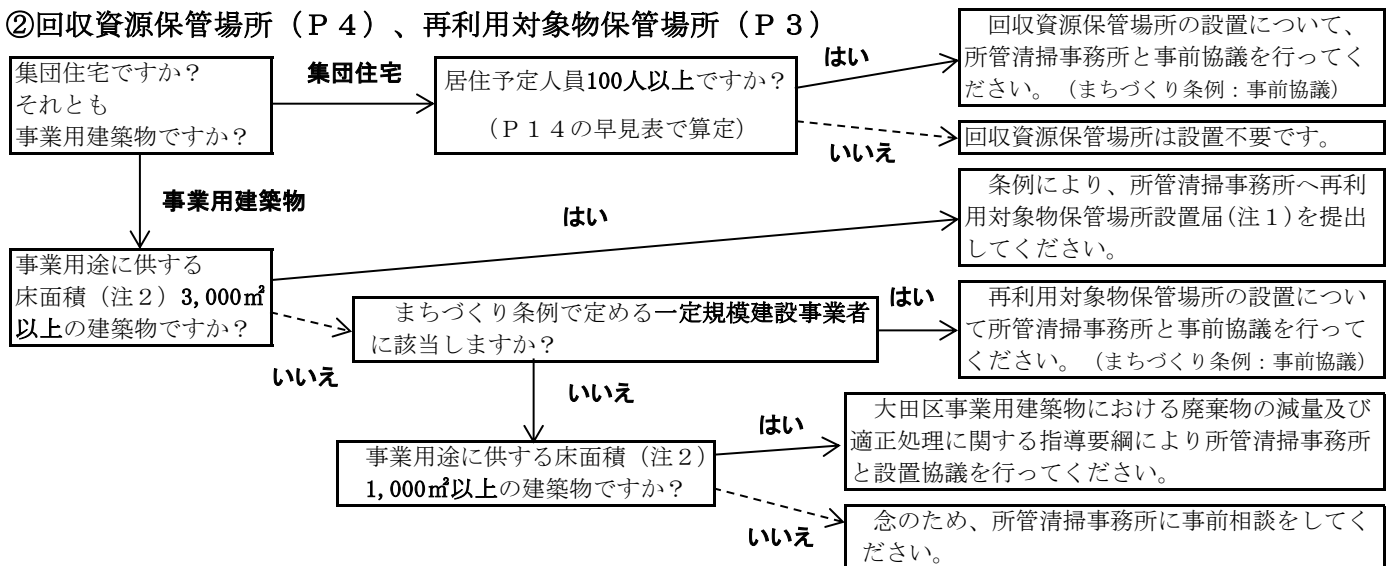 ②回収資源保管場所（Ｐ４）、再利用対象物保管場所（Ｐ３）
集団住宅ですか？
それとも
事業用建築物ですか？
集団住宅
居住予定人員100人以上ですか？
（Ｐ１４の早見表で算定）
はい
回収資源保管場所の設置について、
所管清掃事務所と事前協議を行ってく
ださい。（まちづくり条例：事前協議）
いいえ
回収資源保管場所は設置不要です。
事業用建築物
はい
条例により、所管清掃事務所へ再利
用対象物保管場所設置届(注１)を提出
してください。
事業用途に供する
床面積（注２）3,000㎡
以上の建築物ですか？
いいえ
まちづくり条例で定める一定規模建設事業者
に該当しますか？
はい
再利用対象物保管場所の設置につい
て所管清掃事務所と事前協議を行って
ください。（まちづくり条例：事前協議）
いいえ
事業用途に供する床面積（注２）
1,000㎡以上の建築物ですか？
はい
大田区事業用建築物における廃棄物の減量及び
適正処理に関する指導要綱により所管清掃事務所
と設置協議を行ってください。
いいえ
念のため、所管清掃事務所に事前相談をしてく
ださい。